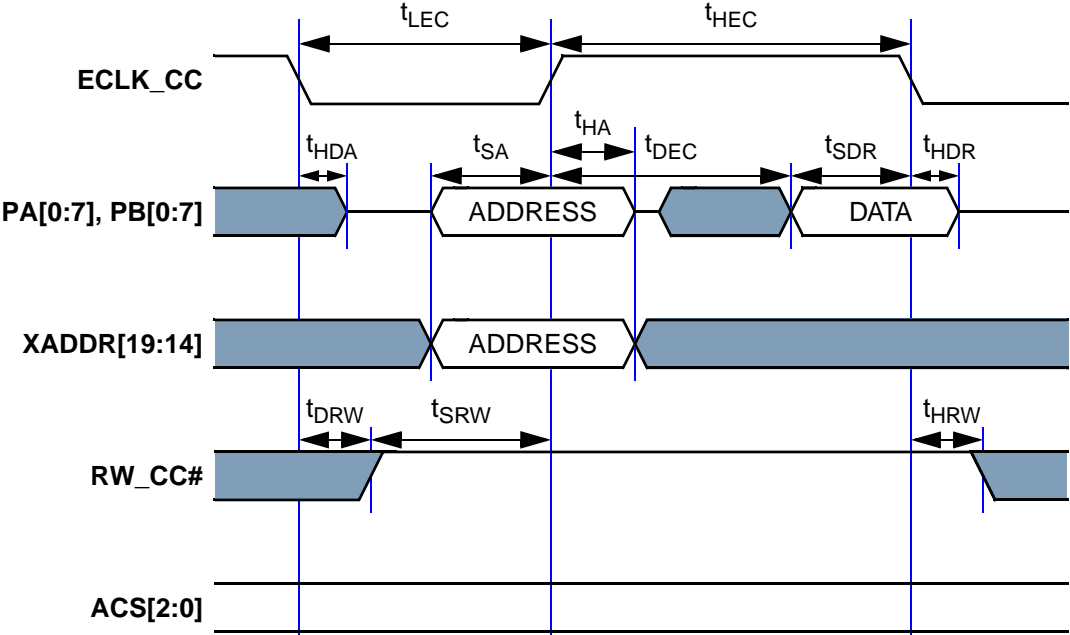 tLEC tHEC
ECLK_CC
tHDA tSA tHA tDEC tSDR tHDR
PA[0:7], PB[0:7] ADDRESS DATA
XADDR[19:14] ADDRESS
tDRW tSRW tHRW
RW_CC#
ACS[2:0]